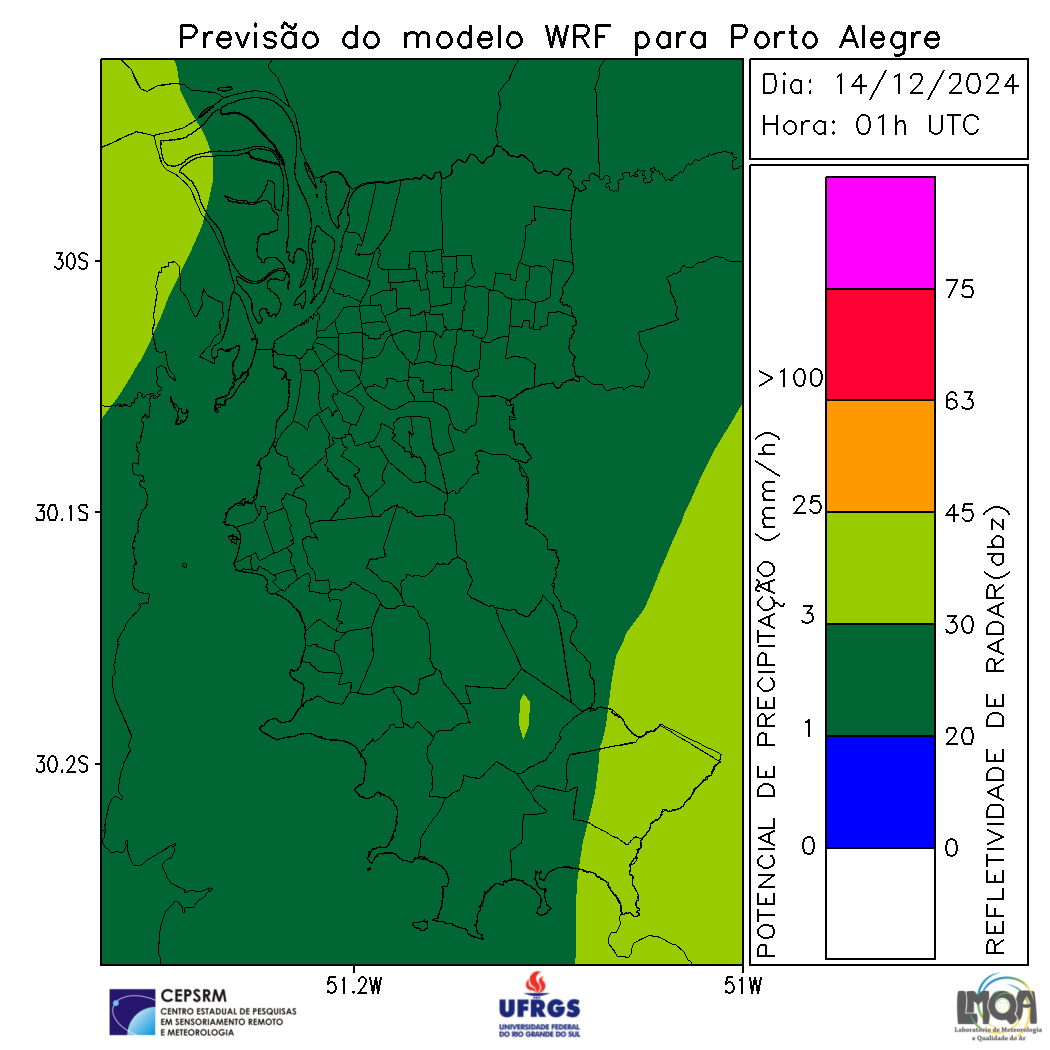 Previsão do modelo WRF para Porto Alegre
Dia: 14/12/2024
Hora: 01h UTC
30S
30.1S
30.2S
51.2W
51W
POTENCIAL DE PRECIPITAÇÃO (mm/h)
>100
25
3
1
0
75
63
45
30
20
0
REFLETIVIDADE DE RADAR(dbz)
CEPSRM
CENTRO ESTADUAL DE PESQUISAS
EM SENSORIAMENTO REMOTO
E METEOROLOGIA
UFRGS
UNIVERSIDADE FEDERAL
DO RIO GRANDE DO SUL
LMQA
Laboratório de Meteorologia
e Qualidade do Ar